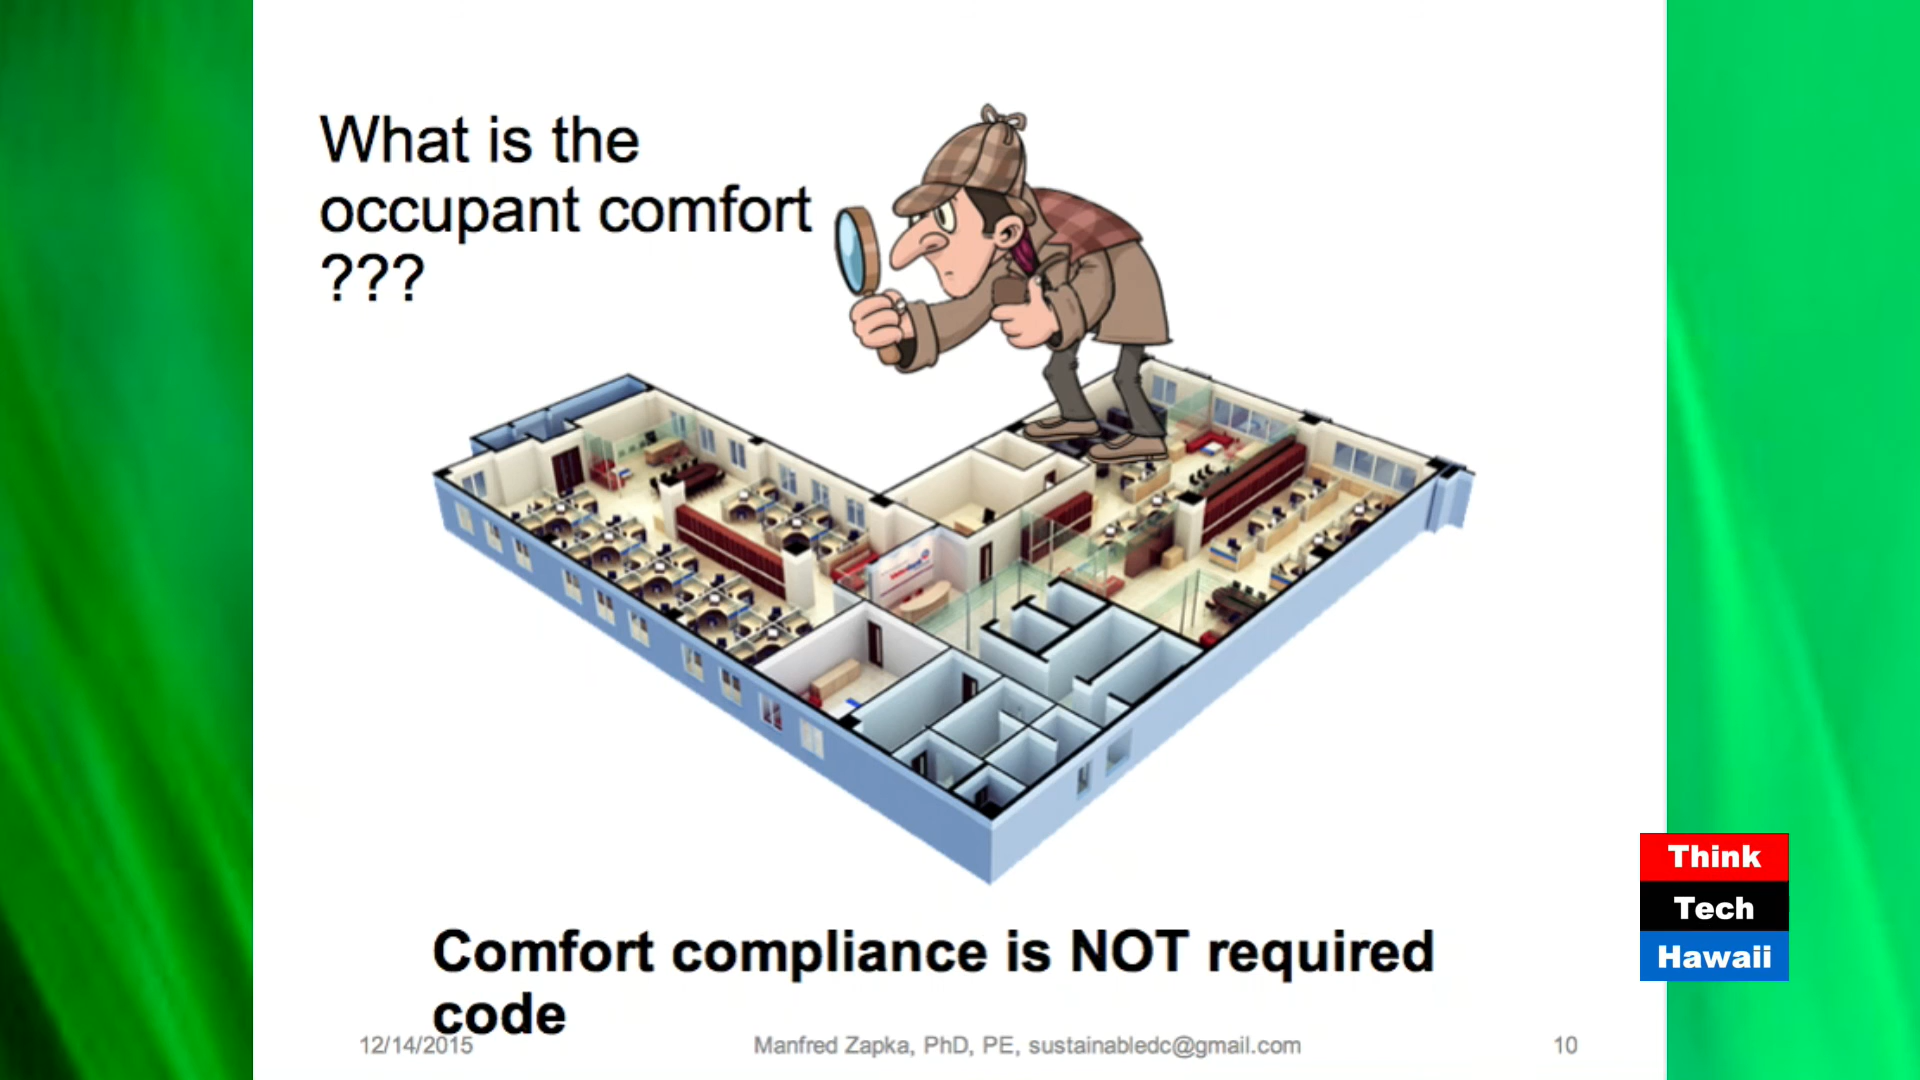 What is the
occupant comfort
???
Comfort compliance is NOT required
code
12/14/2015
Manfred Zapka, PhD, PE, sustainabledc@gmail.com
10
Think
Tech
Hawaii